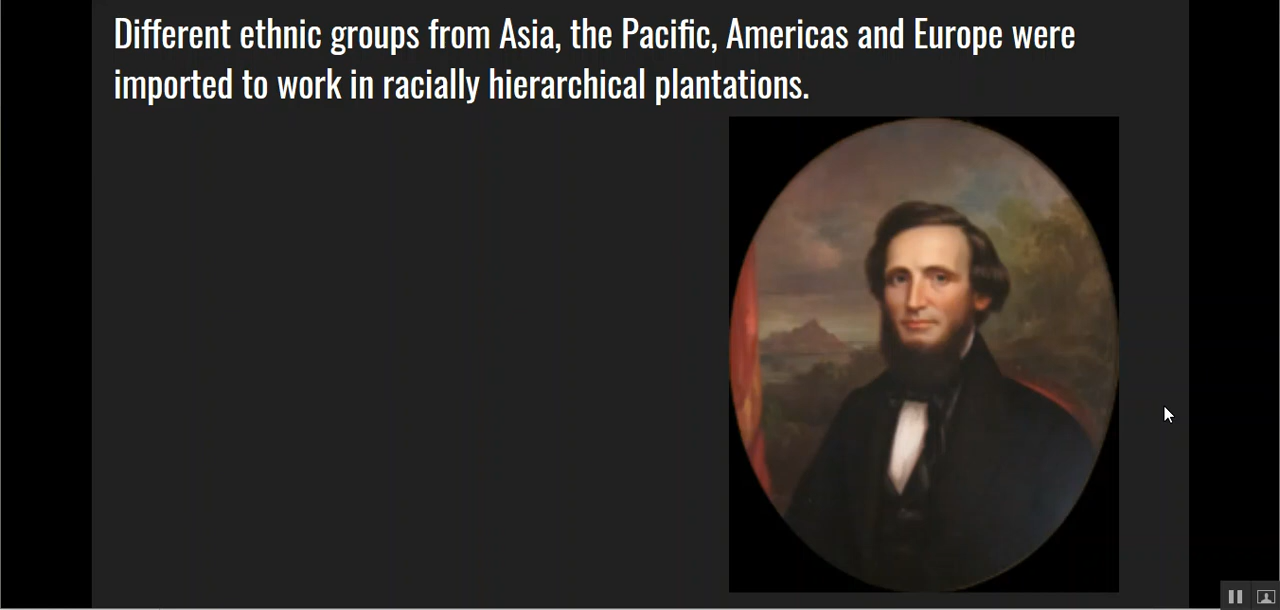 Different ethnic groups from Asia, the Pacific, Americas and Europe were
imported to work in racially hierarchical plantations.